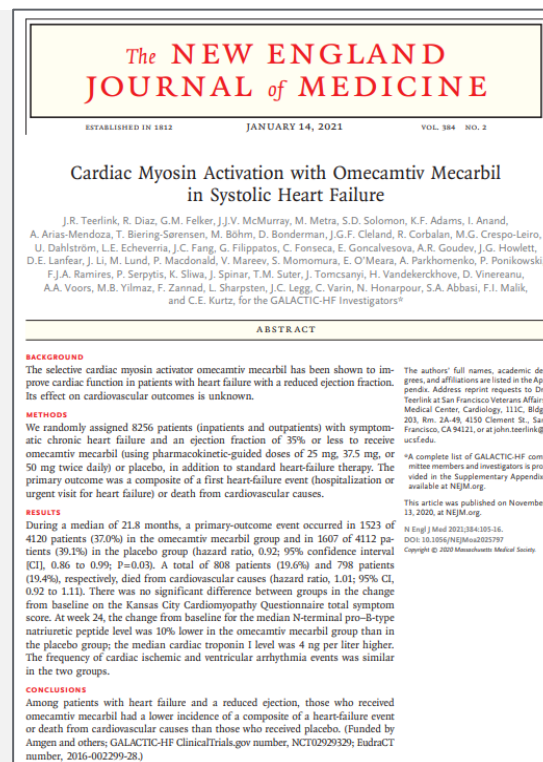 The NEW ENGLAND
JOURNAL of MEDICINE
ESTABLISHED IN 1812
JANUARY 14, 2021
VOL. 384 NO. 2
Cardiac Myosin Activation with Omecamtiv Mecarbil
in Systolic Heart Failure
J.R. Teerlink, R. Diaz, G.M. Felker, J.J.V. McMurray, M. Metra, S.D. Solomon, K.F. Adams, I. Anand,
A. Arias-Mendoza, T. Biering-Sørensen, M. Böhm, D. Bonderman, J.G.F. Cleland, R. Corbalan, M.G. Crespo-Leiro,
U. Dahlström, L.E. Echeverria, J.C. Fang, G. Filippatos, C. Fonseca, E. Goncalvesova, A.R. Goudev, J.G. Howlett,
D.E. Lanfear, J. Li, M. Lund, P. Macdonald, V. Mareev, S. Momomura, E. O'Meara, A. Parkhomenko, P. Ponikowski,
F.J.A. Ramires, P. Serpytis, K. Sliwa, J. Spinar, T.M. Suter, J. Tomcsanyi, H. Vandekerckhove, D. Vinereanu,
A.A. Voors, M.B. Yilmaz, F. Zannad, L. Sharpsten, J.C. Legg, C. Varin, N. Honarpour, S.A. Abbasi, F.I. Malik,
and C.E. Kurtz, for the GALACTIC-HF Investigators*
ABSTRACT
BACKGROUND
The selective cardiac myosin activator omecamtiv mecarbil has been shown to im-
prove cardiac function in patients with heart failure with a reduced ejection fraction.
Its effect on cardiovascular outcomes is unknown.
METHODS
We randomly assigned 8256 patients (inpatients and outpatients) with symptom-
atic chronic heart failure and an ejection fraction of 35% or less to receive
omecamtiv mecarbil (using pharmacokinetic-guided doses of 25 mg, 37.5 mg, or
50 mg twice daily) or placebo, in addition to standard heart-failure therapy. The
primary outcome was a composite of a first heart-failure event (hospitalization or
urgent visit for heart failure) or death from cardiovascular causes.
RESULTS
During a median of 21.8 months, a primary-outcome event occurred in 1523 of
4120 patients (37.0%) in the omecamtiv mecarbil group and in 1607 of 4112 pa-
tients (39.1%) in the placebo group (hazard ratio, 0.92; 95% confidence interval
[CI], 0.86 to 0.99; P=0.03). A total of 808 patients (19.6%) and 798 patients
(19.4%), respectively, died from cardiovascular causes (hazard ratio, 1.01; 95% CI,
0.92 to 1.11). There was no significant difference between groups in the change
from baseline on the Kansas City Cardiomyopathy Questionnaire total symptom
score. At week 24, the change from baseline for the median N-terminal pro–B-type
natriuretic peptide level was 10% lower in the omecamtiv mecarbil group than in
the placebo group; the median cardiac troponin I level was 4 ng per liter higher.
The frequency of cardiac ischemic and ventricular arrhythmia events was similar
in the two groups.
CONCLUSIONS
Among patients with heart failure and a reduced ejection, those who received
omecamtiv mecarbil had a lower incidence of a composite of a heart-failure event
or death from cardiovascular causes than those who received placebo. (Funded by
Amgen and others; GALACTIC-HF ClinicalTrials.gov number, NCT02929329; EudraCT
number, 2016-002299-28.)
The authors' full names, academic de-
grees, and affiliations are listed in the Ap-
pendix. Address reprint requests to Dr.
Teerlink at San Francisco Veterans Affairs
Medical Center, Cardiology, 111C, Bldg.
203, Rm. 2A-49, 4150 Clement St., San
Francisco, CA 94121, or at john.teerlink@
ucsf.edu.
*A complete list of GALACTIC-HF com-
mittee members and investigators is pro-
vided in the Supplementary Appendix,
available at NEJM.org.
This article was published on November
13, 2020, at NEJM.org.
N Engl J Med 2021;384:105-16.
DOI: 10.1056/NEJMoa2025797
Copyright © 2020 Massachusetts Medical Society.